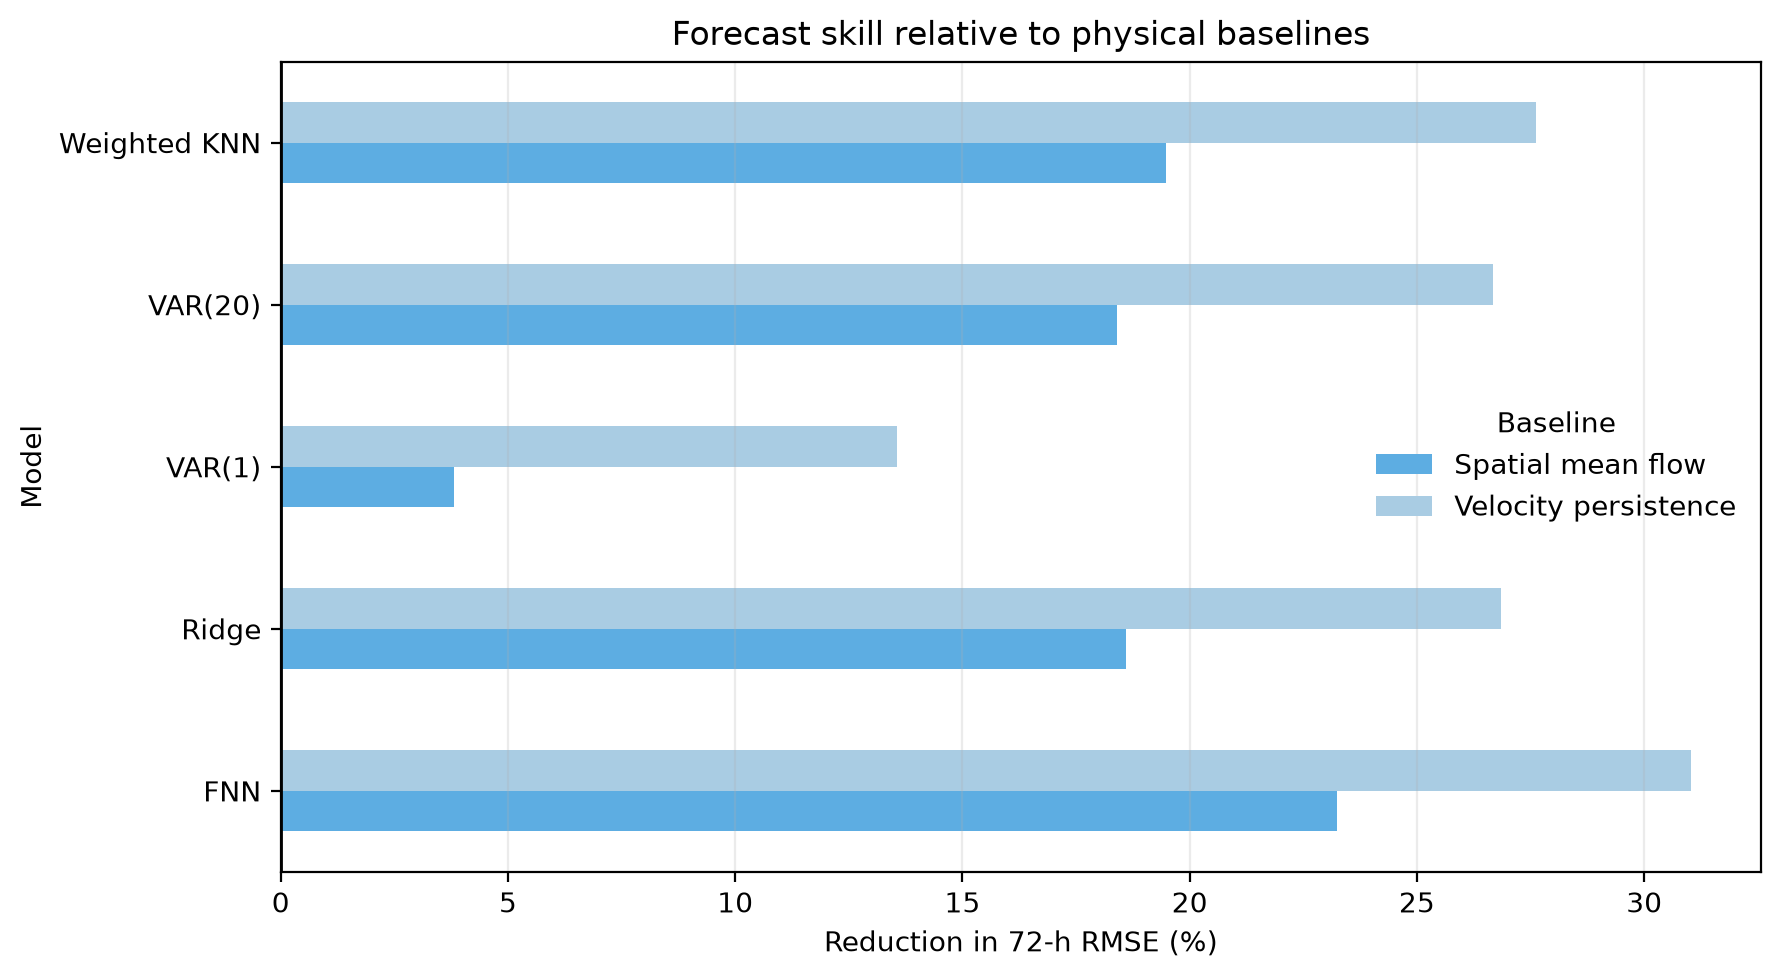 Forecast skill relative to physical baselines
Weighted KNN
VAR(20)
VAR(1)
Ridge
FNN
Model
Baseline
Spatial mean flow
Velocity persistence
0 5 10 15 20 25 30
Reduction in 72-h RMSE (%)